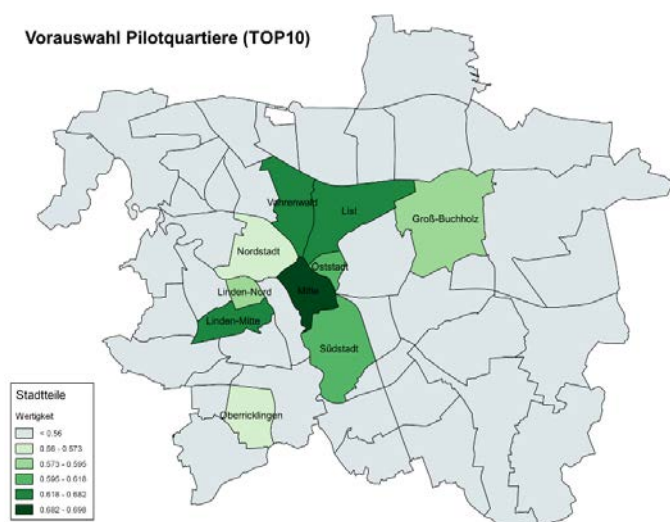 Vorauswahl Pilotquartiere (TOP10)
Vahrenwald
List
Groß-Buchholz
Nordstadt
Oststadt
Linden-Nord
Mitte
Linden-Mitte
Südstadt
Oberricklingen
Stadtteile
Wertigkeit
< 0.56
0.56 - 0.573
0.573 - 0.595
0.595 - 0.618
0.618 - 0.682
0.682 - 0.698